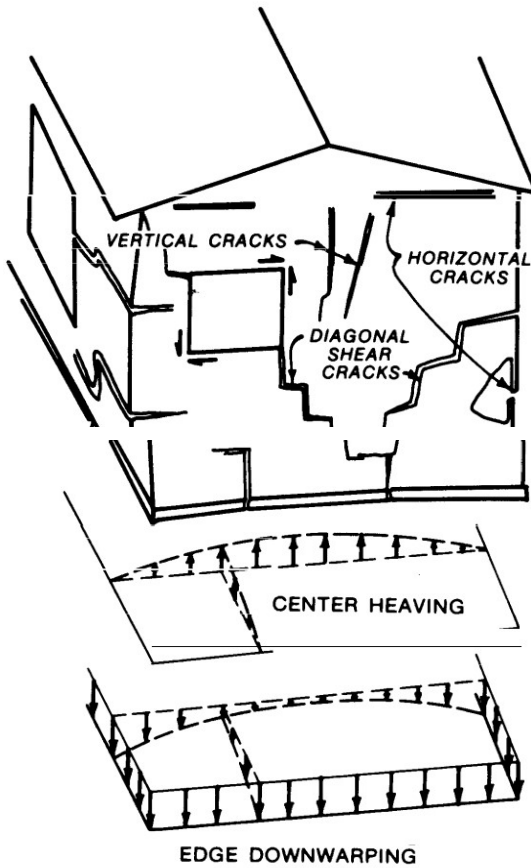 VERTICAL CRACKS
HORIZONTAL
CRACKS
DIAGONAL
SHEAR
CRACKS
CENTER HEAVING
EDGE DOWNWARPING